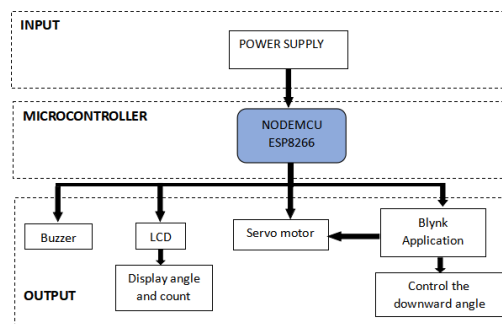 INPUT
POWER SUPPLY
MICROCONTROLLER
NODEMCU
ESP8266
Buzzer
LCD
Servo motor
Blynk
Application
Display angle
and count
Control the
downward angle
OUTPUT